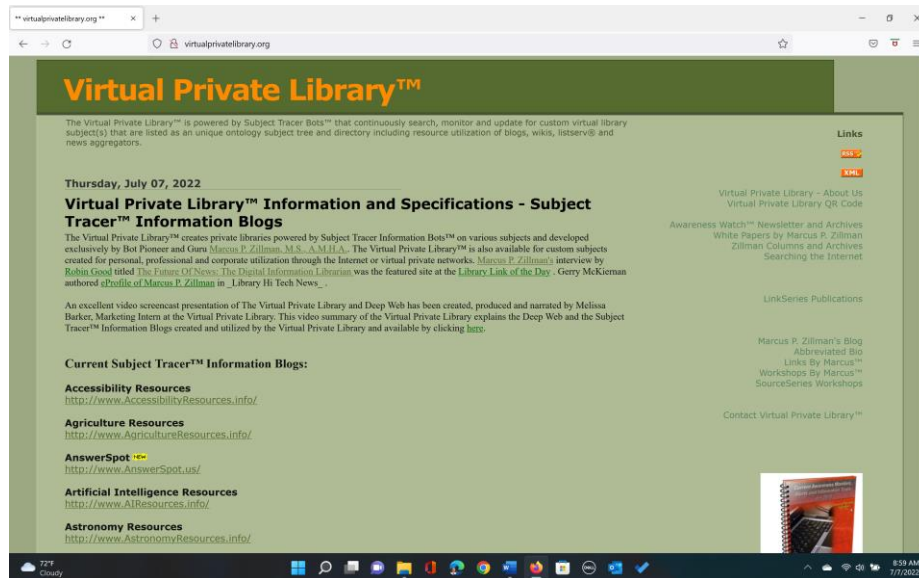 ** virtualprivatelibrary.org **
virtualprivatelibrary.org
Virtual Private Library™
The Virtual Private Library™ is powered by Subject Tracer Bots™ that continuously search, monitor and update for custom virtual library
subject(s) that are listed as an unique ontology subject tree and directory including resource utilization of blogs, wikis, listserv® and
news aggregators.
Thursday, July 07, 2022
Virtual Private Library™ Information and Specifications - Subject
Tracer™ Information Blogs
The Virtual Private Library™ creates private libraries powered by Subject Tracer Information Bots™ on various subjects and developed
exclusively by Bot Pioneer and Guru Marcus P. Zillman, M.S., A.M.H.A.. The Virtual Private Library™ is also available for custom subjects
created for personal, professional and corporate utilization through the Internet or virtual private networks. Marcus P. Zillman's interview by
Robin Good titled The Future Of News: The Digital Information Librarian was the featured site at the Library Link of the Day . Gerry McKiernan
authored eProfile of Marcus P. Zillman in _Library Hi Tech News_ .
An excellent video screencast presentation of The Virtual Private Library and Deep Web has been created, produced and narrated by Melissa
Barker, Marketing Intern at the Virtual Private Library. This video summary of the Virtual Private Library explains the Deep Web and the Subject
Tracer™ Information Blogs created and utilized by the Virtual Private Library and available by clicking here.
Current Subject Tracer™ Information Blogs:
Accessibility Resources
http://www.AccessibilityResources.info/
Agriculture Resources
http://www.AgricultureResources.info/
AnswerSpot NEW
http://www.AnswerSpot.us/
Artificial Intelligence Resources
http://www.AIResources.info/
Astronomy Resources
http://www.AstronomyResources.info/
Links
RSS
XML
Virtual Private Library - About Us
Virtual Private Library QR Code
Awareness Watch™ Newsletter and Archives
White Papers by Marcus P. Zillman
Zillman Columns and Archives
Searching the Internet
LinkSeries Publications
Marcus P. Zillman's Blog
Abbreviated Bio
Links By Marcus™
Workshops By Marcus™
SourceSeries Workshops
Contact Virtual Private Library™
72°F
Cloudy
8:59 AM
7/7/2022